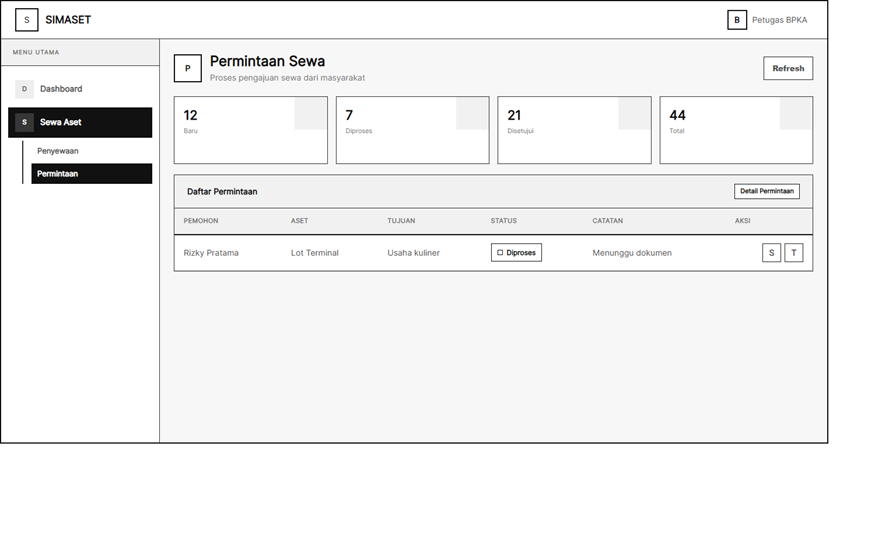 S SIMASET
B Petugas BPKA
MENU UTAMA
D Dashboard
S Sewa Aset
Penyewaan
Permintaan
P
Permintaan Sewa
Proses pengajuan sewa dari masyarakat
Refresh
12
Baru
7
Diproses
21
Disetujui
44
Total
Daftar Permintaan
Detail Permintaan
PEMOHON ASET TUJUAN STATUS CATATAN AKSI
Rizky Pratama Lot Terminal Usaha kuliner Diproses Menunggu dokumen S T